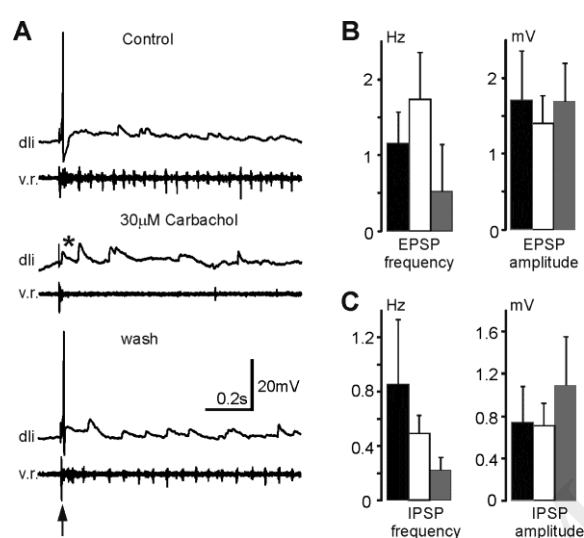 A
Control
dli
v.r.
30μM Carbachol
dli
*
v.r.
wash
20mV
0.2s
dli
v.r.
B
Hz
2
1
0
EPSP
frequency
mV
2
1
0
EPSP
amplitude
C
Hz
1.2
0.8
0.4
0
IPSP
frequency
mV
1.6
1.2
0.8
0.4
0
IPSP
amplitude